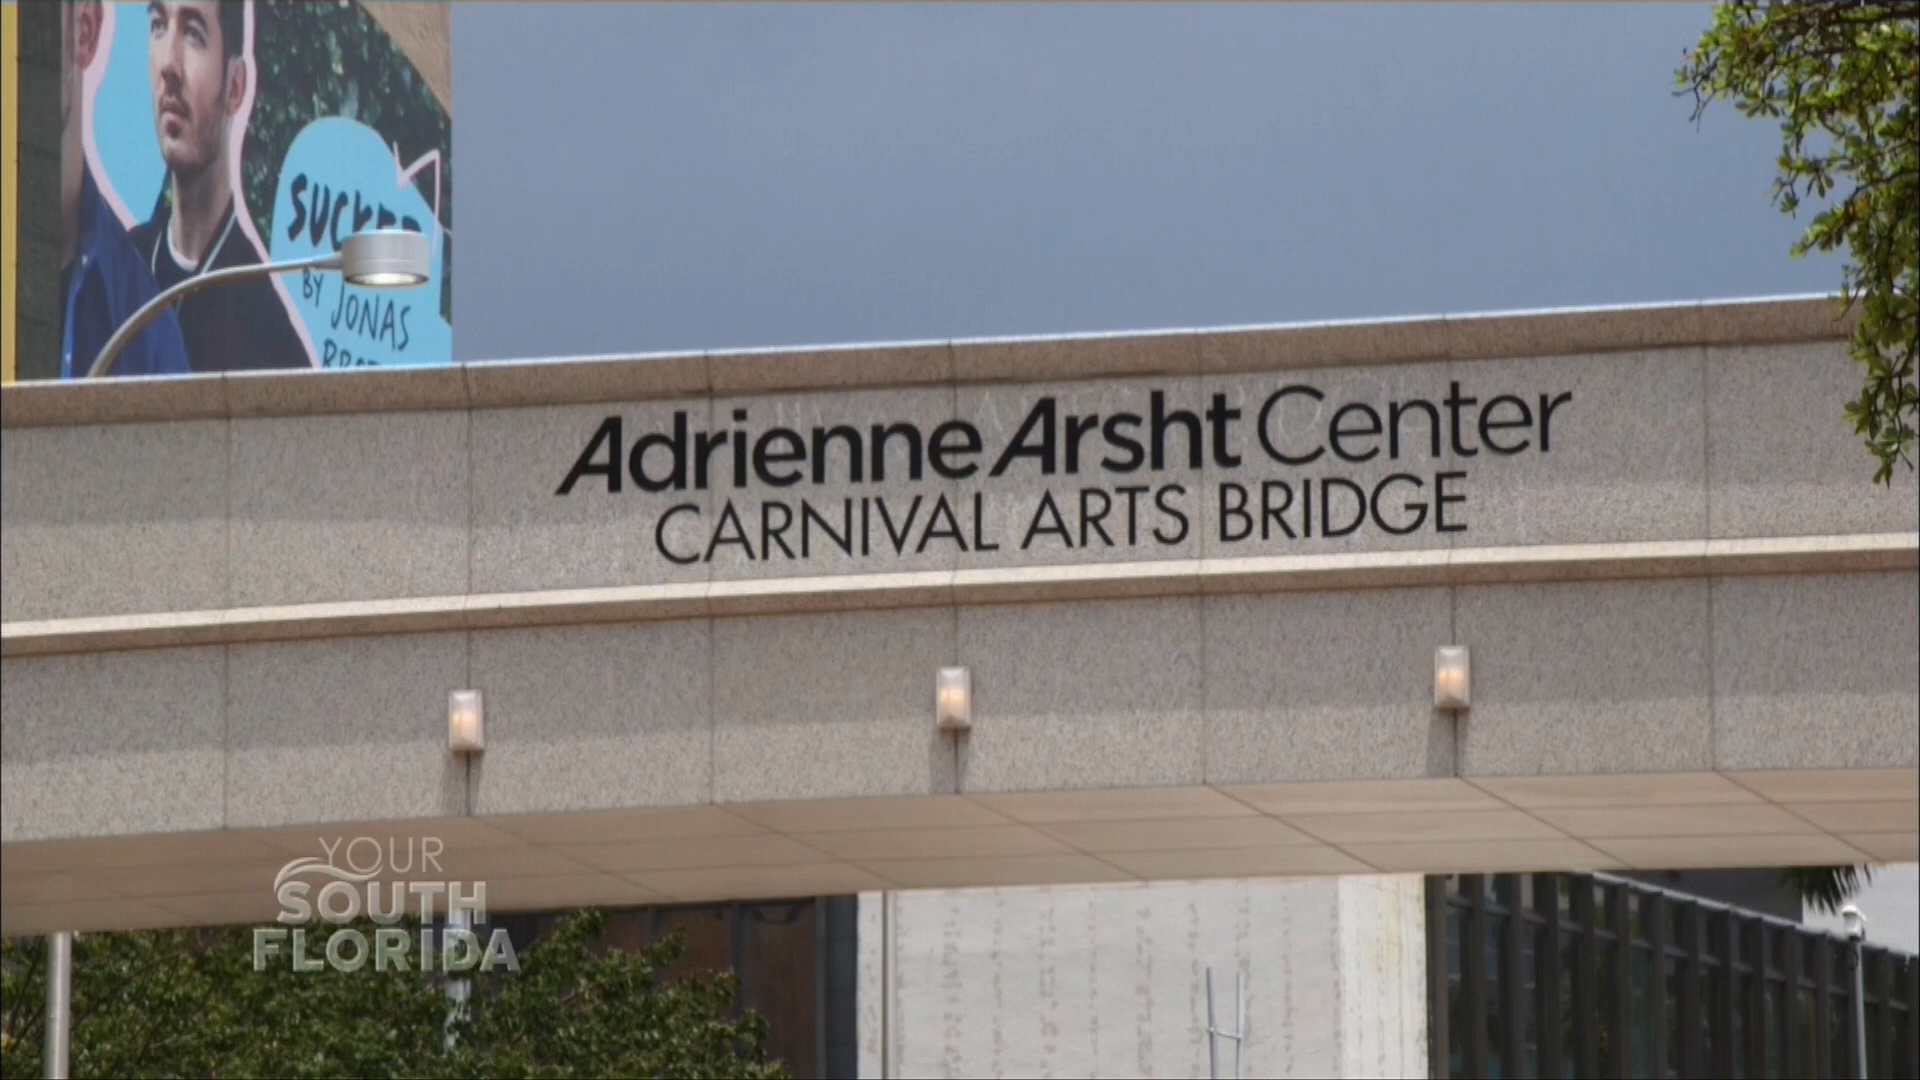 SUCKER
BY JONAS
Adrienne Arsht Center
CARNIVAL ARTS BRIDGE
YOUR
SOUTH
FLORIDA